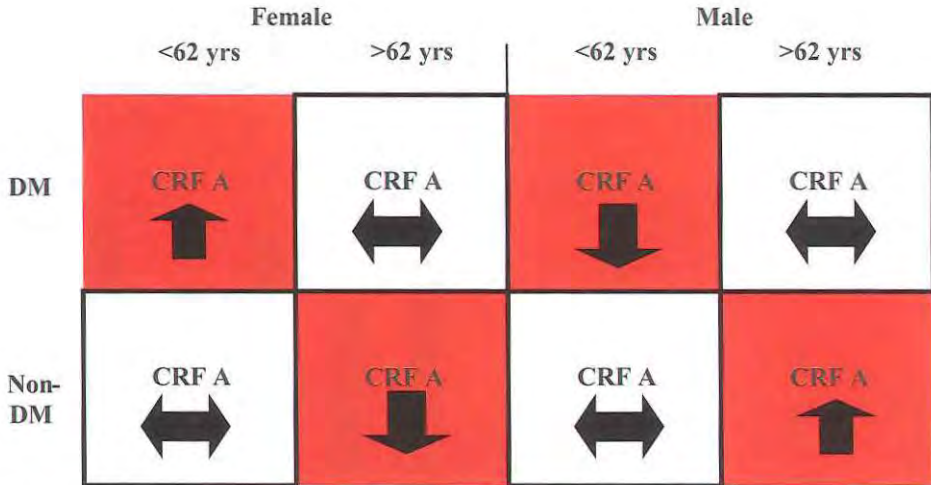 Female Male
<62 yrs >62 yrs <62 yrs >62 yrs
DM
CRF A CRF A CRF A CRF A
Non-
DM
CRF A CRF A CRF A CRF A